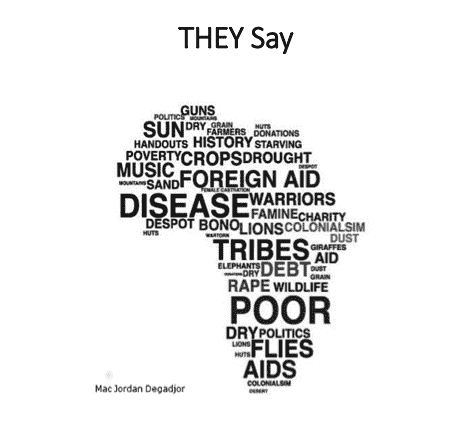 THEY Say
GUNS
POLITICS MOUNTAINS
SUN DRY GRAIN HUTS
FARMERS DONATIONS
HANDOUTS HISTORY STARVING
POVERTY CROPS DROUGHT
MUSIC FOREIGN AID DESPOT
MOUNTAINS SAND FEMALE CASTRATION
DISEASE WARRIORS
FAMINE CHARITY
DESPOT BONO LIONS COLONIALSIM
HUTS WARTORN DUST
TRIBES GIRAFFES
AID
ELEPHANTS DEBT DUST
DRY GRAIN
RAPE WILDLIFE
POOR
DRY POLITICS
LIONS FLIES
HUTS
AIDS
COLONIALSIM
DESERT
Mac Jordan Degadjor